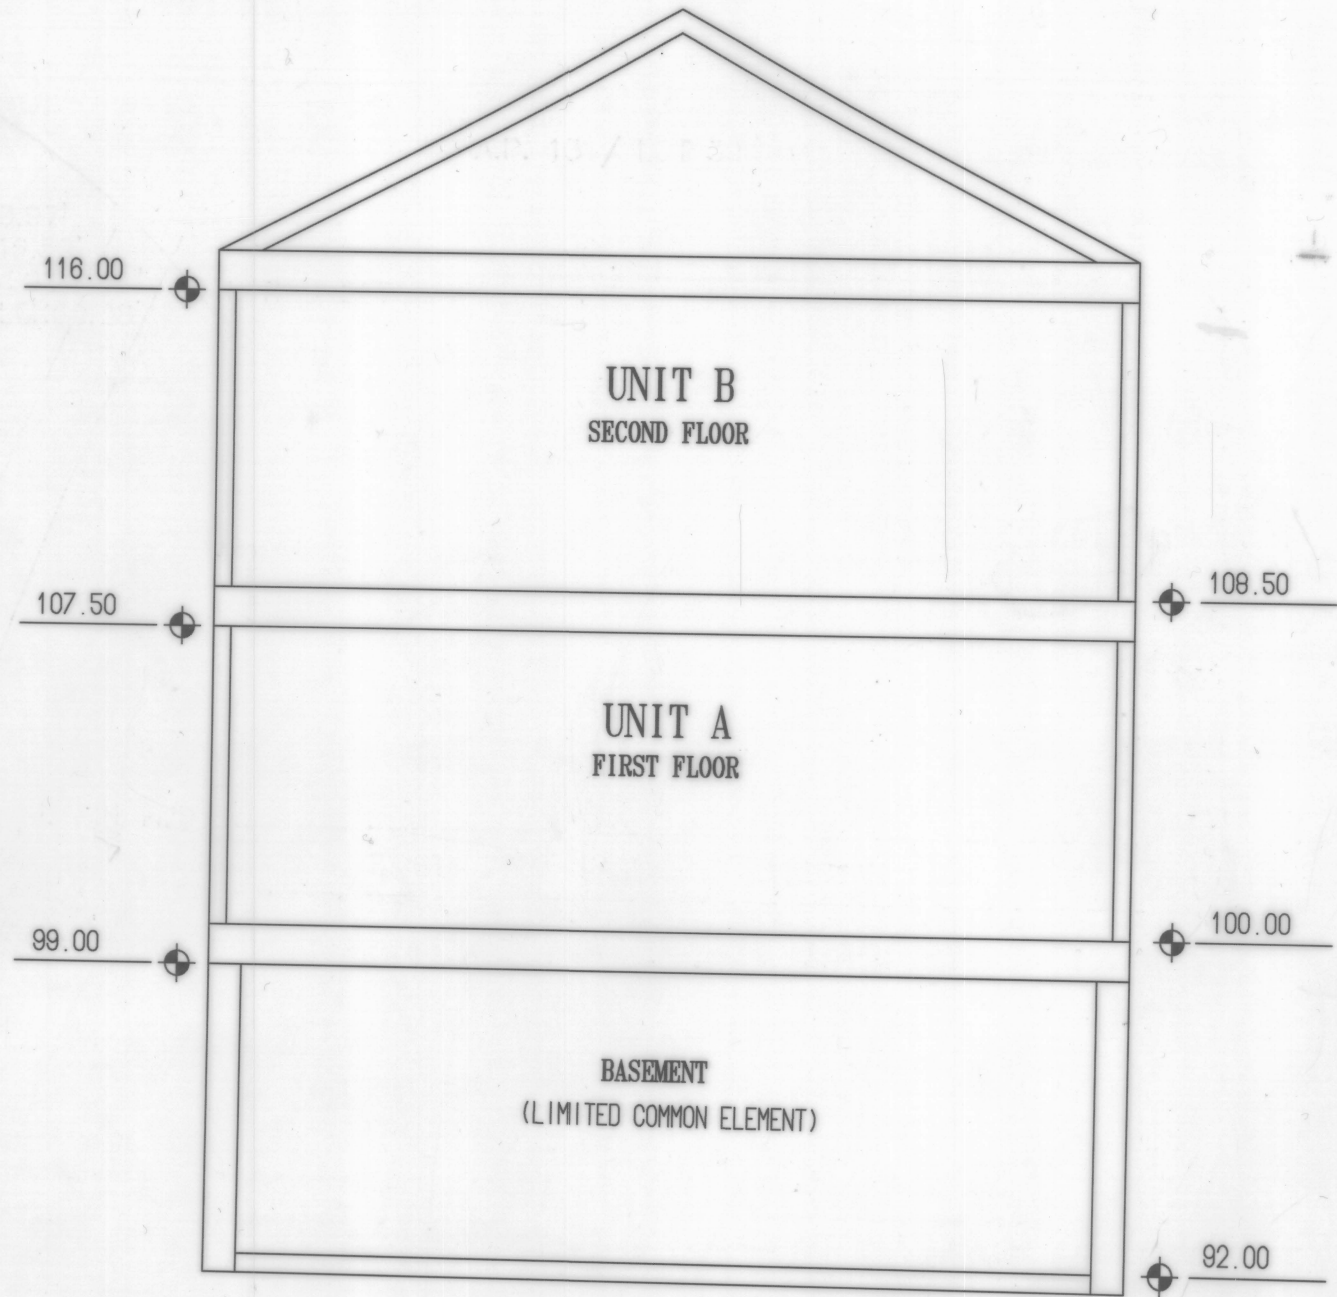 116.00
UNIT B
SECOND FLOOR
107.50
108.50
UNIT A
FIRST FLOOR
99.00
100.00
BASEMENT
(LIMITED COMMON ELEMENT)
92.00